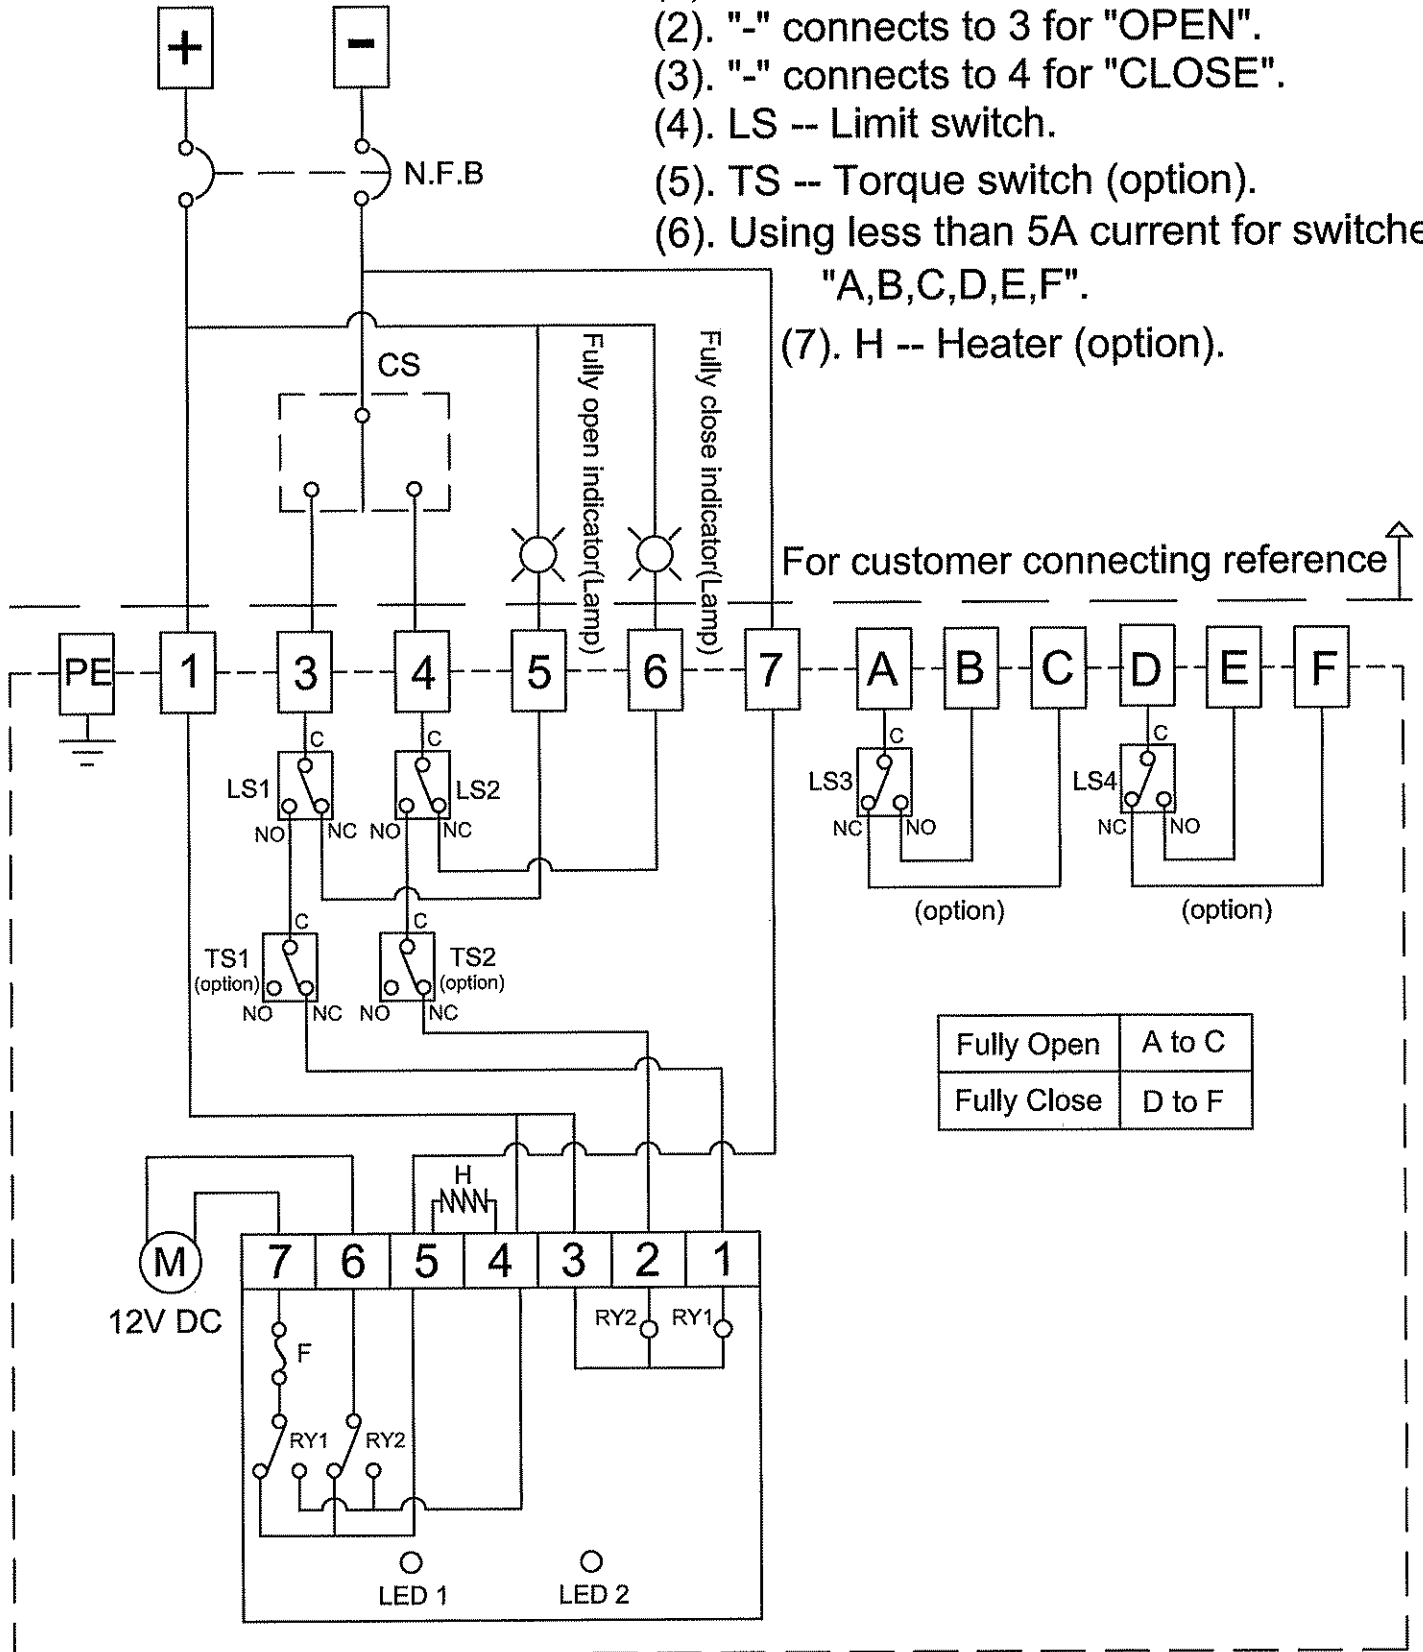 + -
(2). "-" connects to 3 for "OPEN".
(3). "-" connects to 4 for "CLOSE".
(4). LS -- Limit switch.
N.F.B
(5). TS -- Torque switch (option).
(6). Using less than 5A current for switche
"A,B,C,D,E,F".
(7). H -- Heater (option).
CS
Fully open indicator(Lamp)
Fully close indicator(Lamp)
For customer connecting reference
PE 1 3 4 5 6 7 A B C D E F
C C C C
LS1 LS2 LS3 LS4
NO NC NO NC NC NO NC NO
(option) (option)
C C
TS1 TS2
(option) (option)
NO NC NO NC
Fully Open A to C
Fully Close D to F
H
M
7 6 5 4 3 2 1
12V DC
RY2 RY1
F
RY1 RY2
LED 1 LED 2